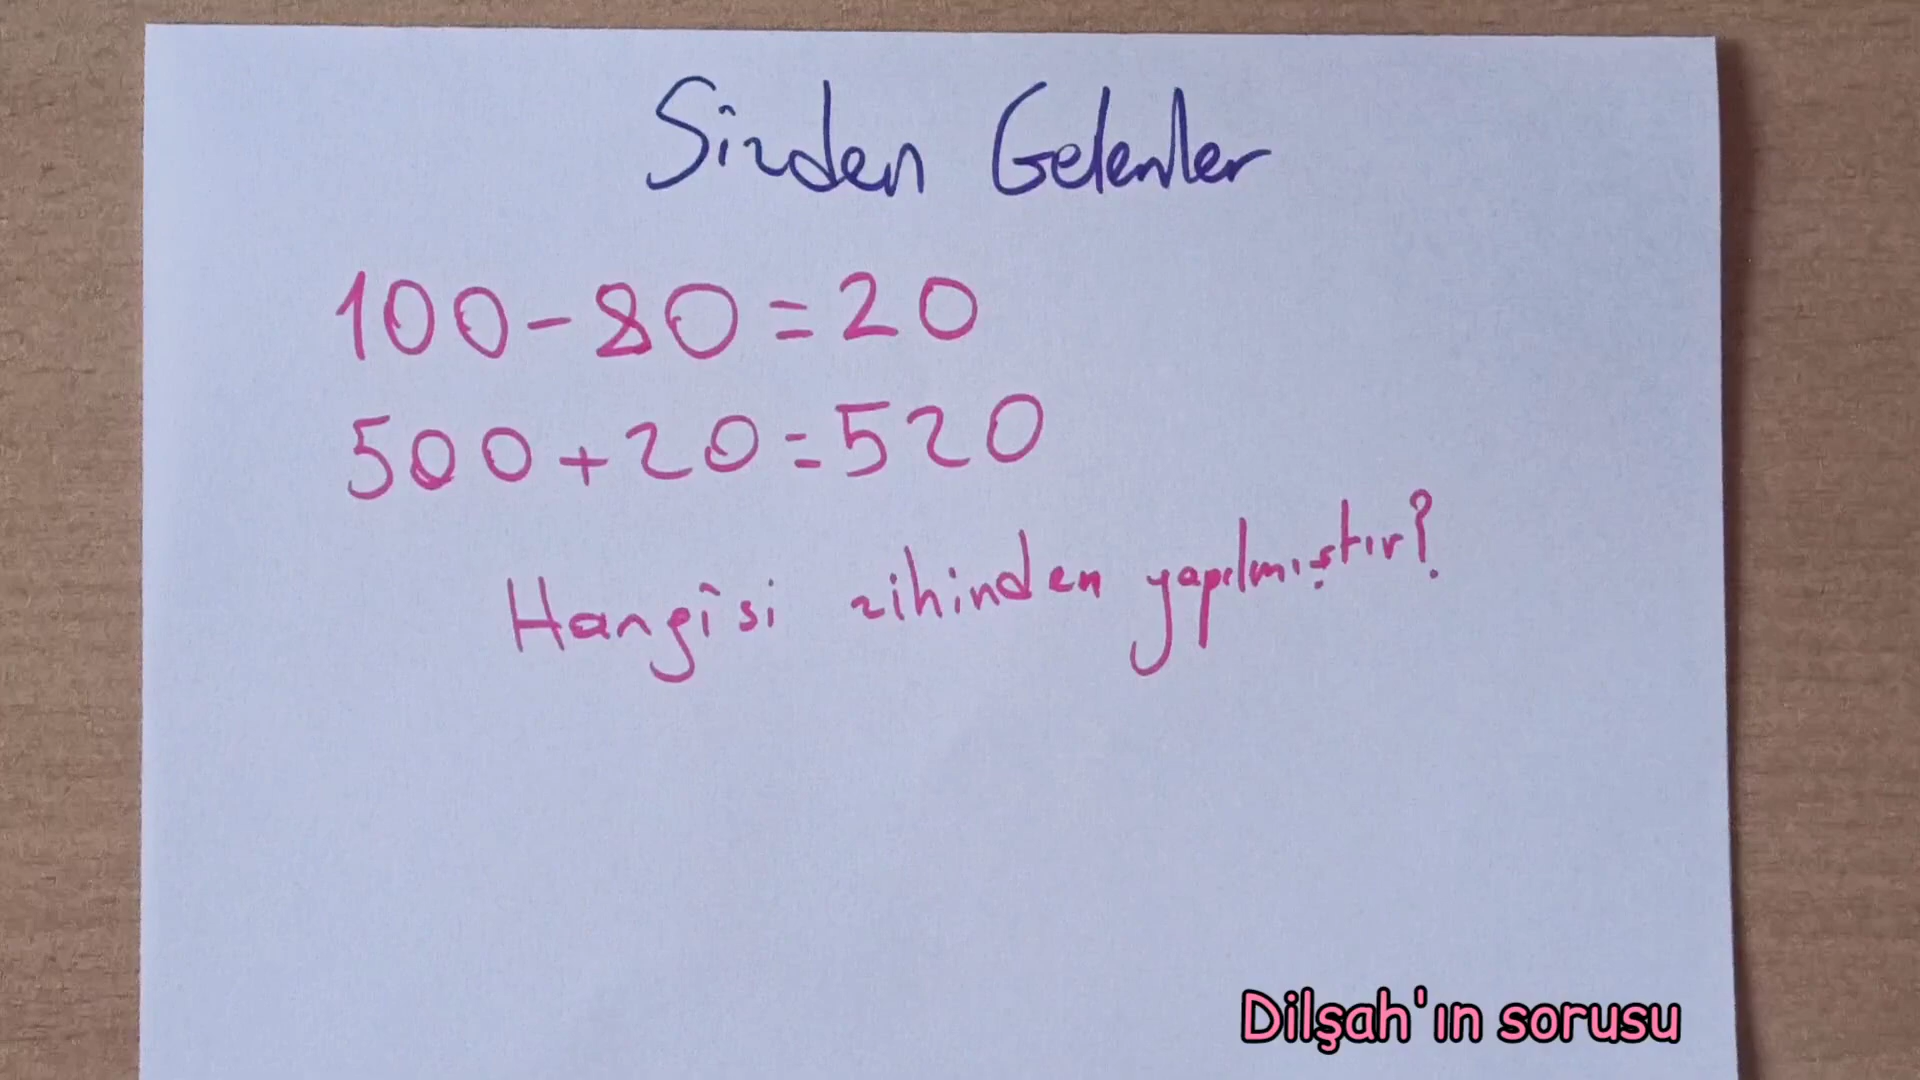 Sizden Gelenler
100-80=20
500+20=520
Hangisi zihinden yapılmıştır?
Dilşah'ın sorusu